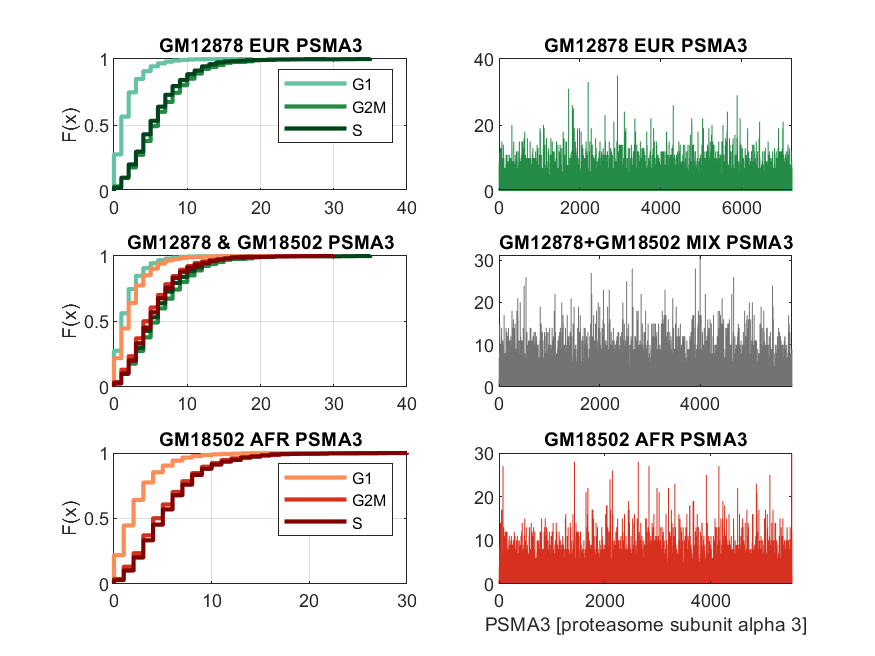 GM12878 EUR PSMA3
F(x)
1
0.5
0
0 10 20 30 40
G1
G2M
S
GM12878 EUR PSMA3
40
20
0
0 2000 4000 6000
GM12878 & GM18502 PSMA3
F(x)
1
0.5
0
0 10 20 30 40
GM12878+GM18502 MIX PSMA3
30
20
10
0
0 2000 4000
GM18502 AFR PSMA3
F(x)
1
0.5
0
0 10 20 30
G1
G2M
S
GM18502 AFR PSMA3
30
20
10
0
0 2000 4000
PSMA3 [proteasome subunit alpha 3]